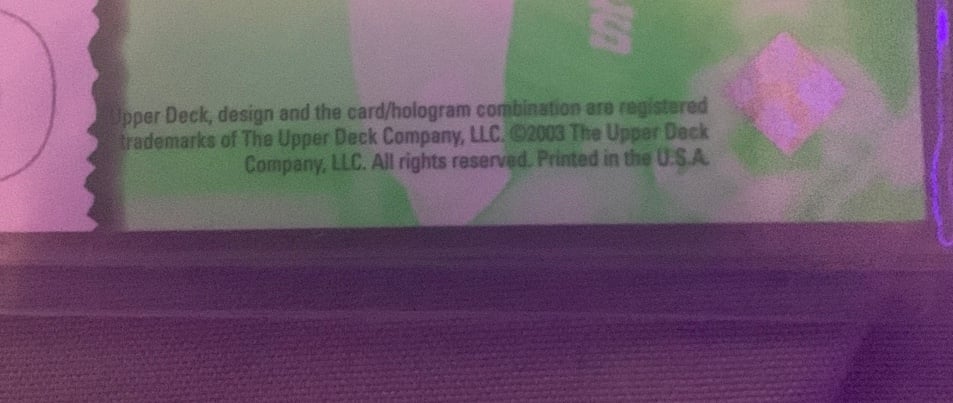 Upper Deck, design and the card/hologram combination are registered
trademarks of The Upper Deck Company, LLC. ©2003 The Upper Deck
Company, LLC. All rights reserved. Printed in the U.S.A.